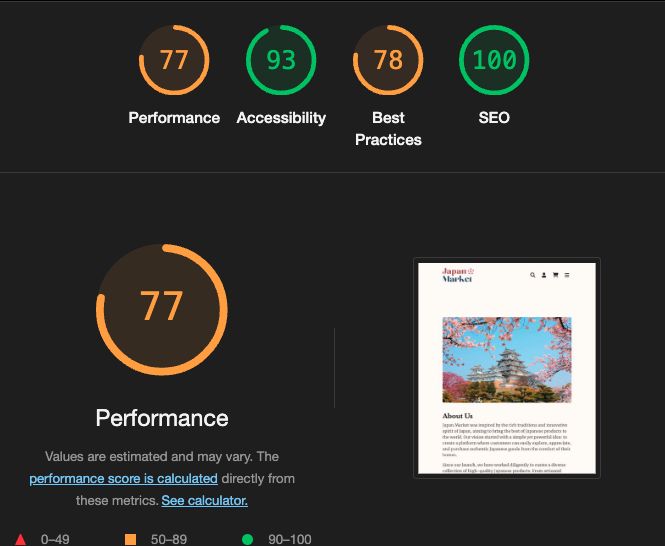 77
93
78
100
Performance
Accessibility
Best
Practices
SEO
77
Performance
Values are estimated and may vary. The
performance score is calculated directly from
these metrics. See calculator.
0–49
50–89
90–100
Japan
Market
About Us
Japan Market was inspired by the rich traditions and innovative
spirit of Japan, aiming to bring the best of Japanese products to
the world. Our vision started with a simple yet powerful idea: to
create a platform where customers can easily explore, appreciate,
and purchase authentic Japanese goods from the comfort of their
homes.
Since our launch, we have worked diligently to curate a diverse
collection of high-quality Japanese products. From artisanal